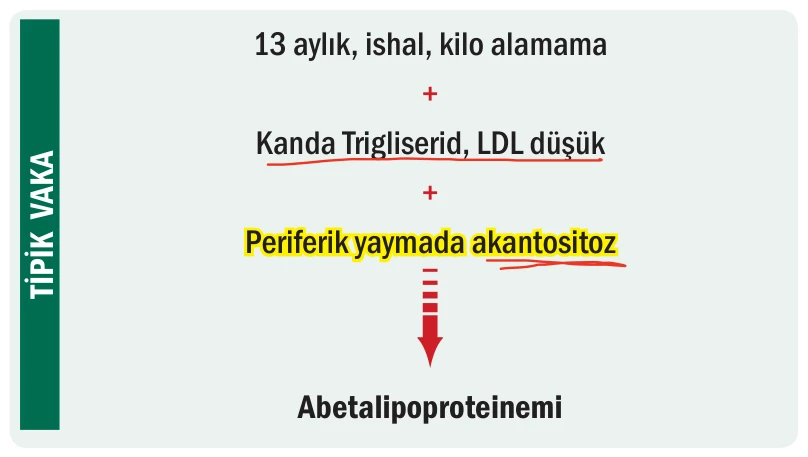 TİPİK VAKA
13 aylık, ishal, kilo alamama
+
Kanda Trigliserid, LDL düşük
+
Periferik yaymada akantositoz
Abetalipoproteinemi